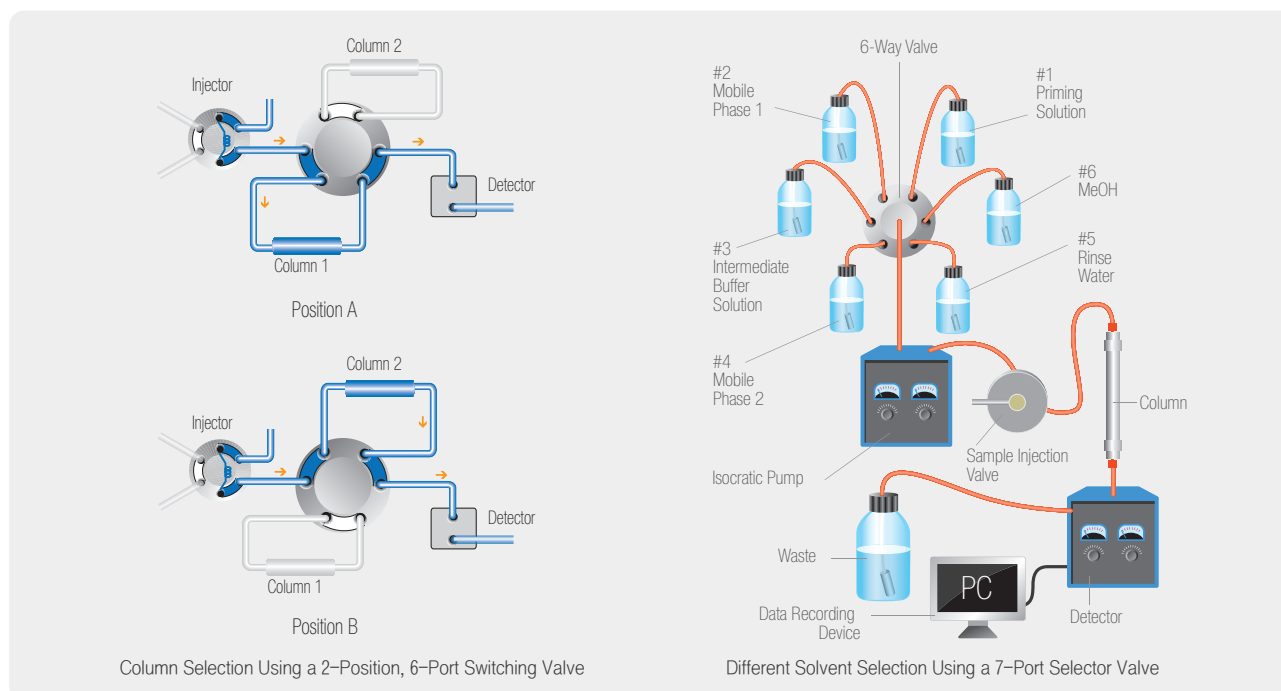 Column 2
Injector
Detector
Column 1
Position A
Column 2
Injector
Detector
Column 1
Position B
Column Selection Using a 2–Position, 6–Port Switching Valve
6-Way Valve
#2
Mobile
Phase 1
#1
Priming
Solution
#6
MeOH
#3
Intermediate
Buffer
Solution
#5
Rinse
Water
#4
Mobile
Phase 2
Column
Sample Injection
Valve
Isocratic Pump
Waste
PC
Data Recording
Device
Detector
Different Solvent Selection Using a 7–Port Selector Valve